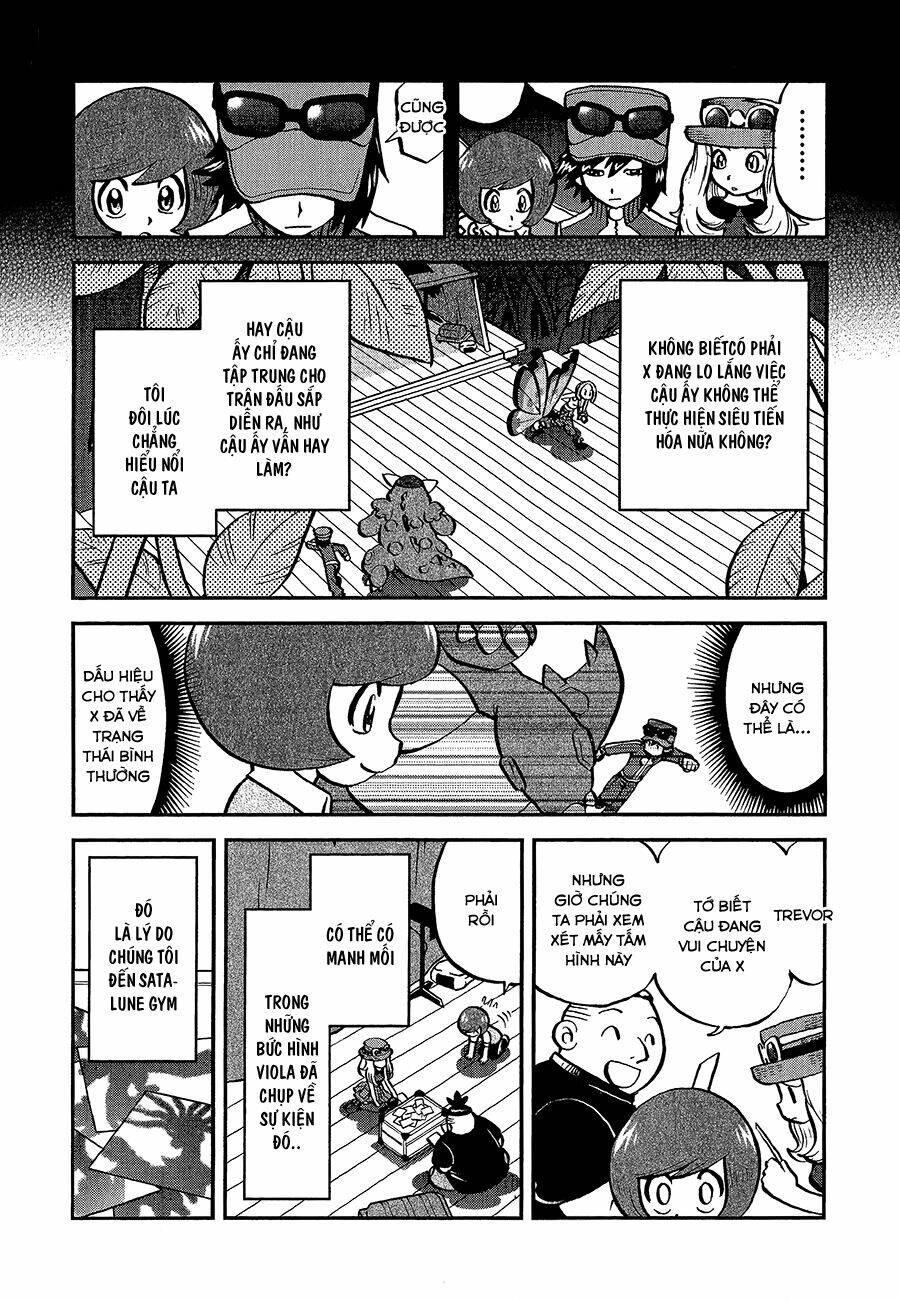 ........
CŨNG
ĐƯỢC
KHÔNG BIẾTCÓ PHẢI
X ĐANG LO LẮNG VIỆC
CẬU ẤY KHÔNG THỂ
THỰC HIỆN SIÊU TIẾN
HÓA NỮA KHÔNG?
HAY CẬU
ẤY CHỈ ĐANG
TẬP TRUNG CHO
TRẬN ĐẤU SẮP
DIỄN RA, NHƯ
CẬU ẤY VẪN HAY
LÀM?
TÔI
ĐÔI LÚC
CHẲNG
HIỂU NỔI
CẬU TA
NHƯNG
ĐÂY CÓ
THỂ LÀ...
DẤU HIỆU
CHO THẤY
X ĐÃ VỀ
TRẠNG
THÁI BÌNH
THƯỜNG
TREVOR
TỚ BIẾT
CẬU ĐANG
VUI CHUYỆN
CỦA X
NHƯNG
GIỜ CHÚNG
TA PHẢI XEM
XÉT MẤY TẤM
HÌNH NÀY
PHẢI
RỒI
CÓ THỂ CÓ
MANH MỐI
TRONG
NHỮNG
BỨC HÌNH
VIOLA ĐÃ
CHỤP VỀ
SỰ KIỆN
ĐÓ..
ĐÓ
LÀ LÝ DO
CHÚNG TÔI
ĐẾN SATA-
LUNE GYM